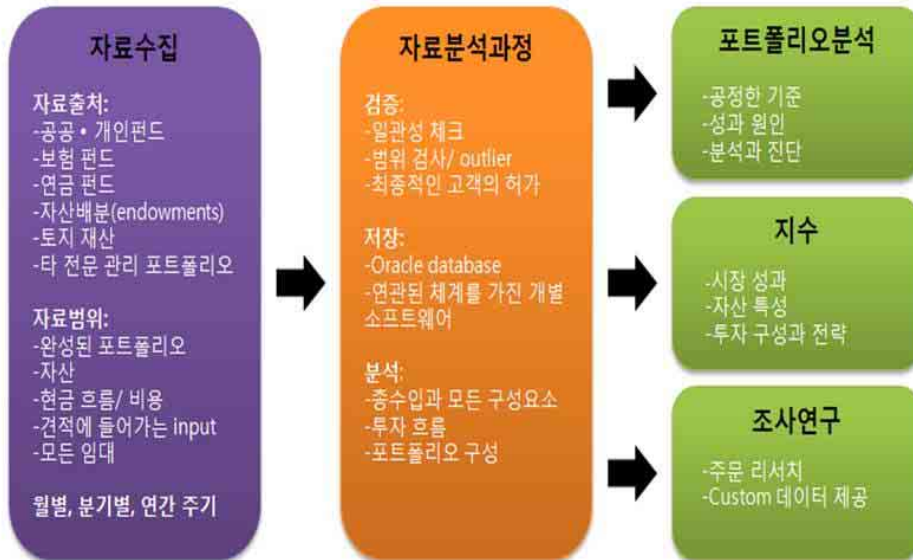 자료수집
자료출처:
-공공 • 개인펀드
-보험 펀드
-연금 펀드
-자산배분(endowments)
-토지 재산
-타 전문 관리 포트폴리오
자료범위:
-완성된 포트폴리오
-자산
-현금 흐름/ 비용
-견적에 들어가는 input
-모든 임대
월별, 분기별, 연간 주기
자료분석과정
검증:
-일관성 체크
-범위 검사/ outlier
-최종적인 고객의 허가
저장:
-Oracle database
-연관된 체계를 가진 개별
소프트웨어
분석:
-총수입과 모든 구성요소
-투자 흐름
-포트폴리오 구성
포트폴리오분석
-공정한 기준
-성과 원인
-분석과 진단
지수
-시장 성과
-자산 특성
-투자 구성과 전략
조사연구
-주문 리서치
-Custom 데이터 제공